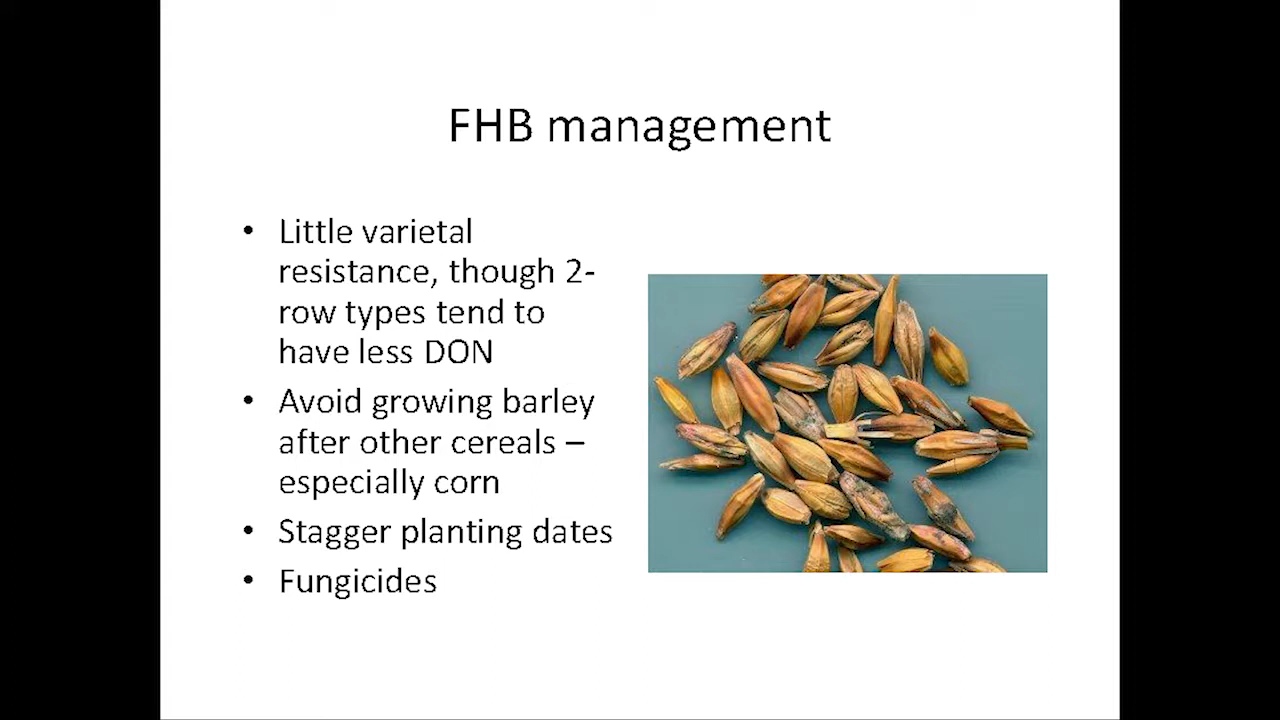 FHB management
• Little varietal
resistance, though 2-
row types tend to
have less DON
• Avoid growing barley
after other cereals –
especially corn
• Stagger planting dates
• Fungicides